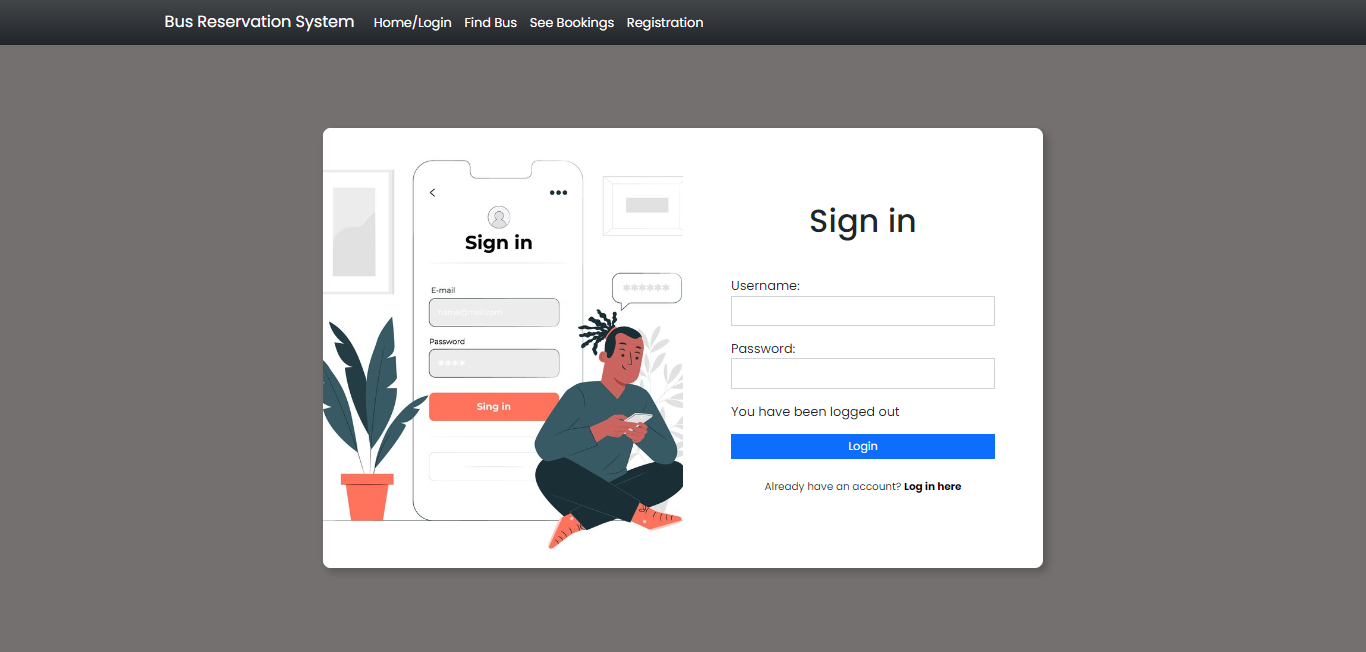 Bus Reservation System Home/Login Find Bus See Bookings Registration
Sign in
E-mail
name@mail.com
Password
****
Sing in
******
Sign in
Username:
Password:
You have been logged out
Login
Already have an account? Log in here